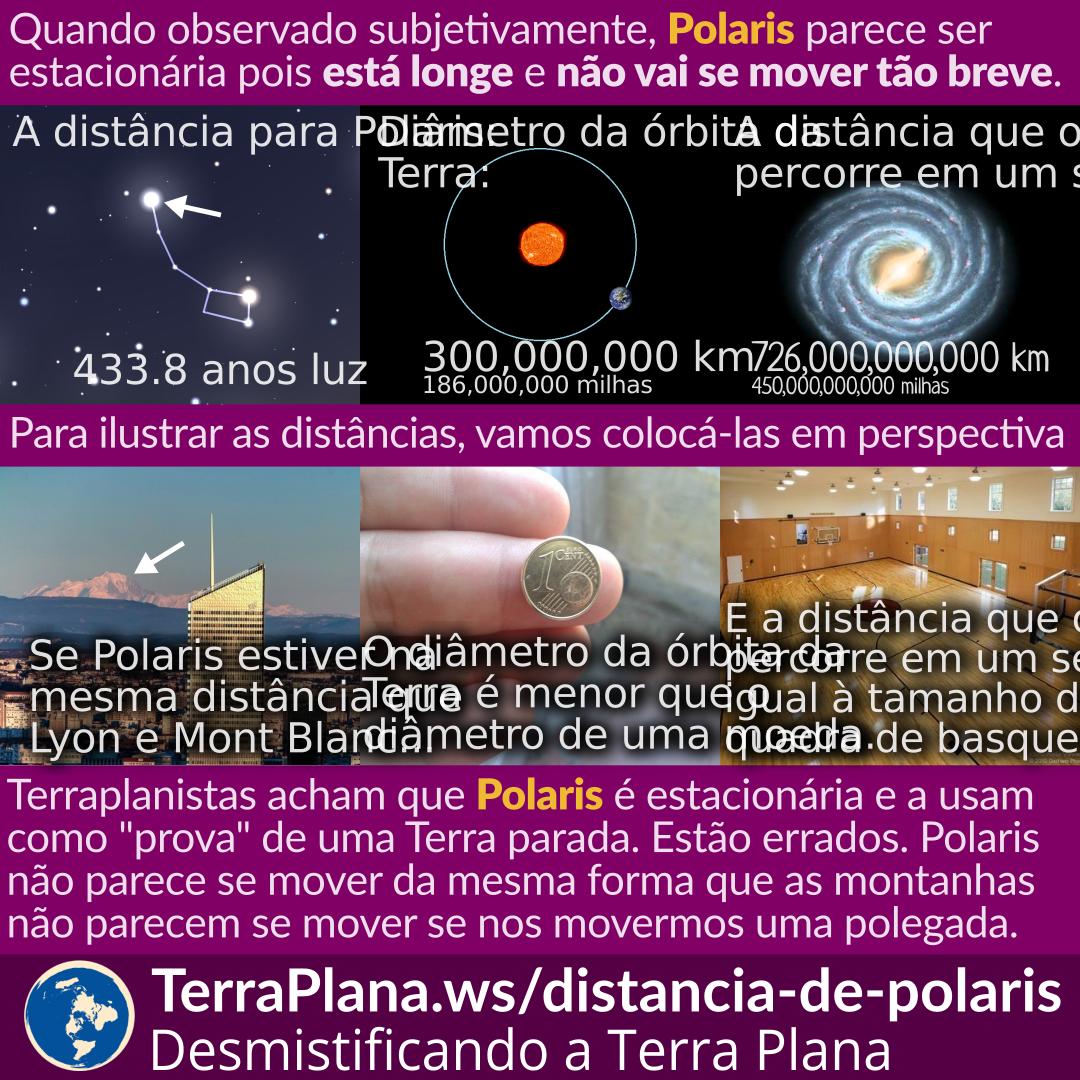 Quando observado subjetivamente, Polaris parece ser
estacionária pois está longe e não vai se mover tão breve.
A distância para Polaris:
433.8 anos luz
Diâmetro da órbita da
Terra:
300,000,000 km
186,000,000 milhas
A distância que o
percorre em um s
726,000,000,000 km
450,000,000,000 milhas
Para ilustrar as distâncias, vamos colocá-las em perspectiva
Se Polaris estiver na
mesma distância que
Lyon e Mont Blanc...
1 EURO
CENT
O diâmetro da órbita da
Terra é menor que o
diâmetro de uma moeda.
E a distância que
percorre em um se
igual à tamanho d
quadra de basque
Terraplanistas acham que Polaris é estacionária e a usam
como "prova" de uma Terra parada. Estão errados. Polaris
não parece se mover da mesma forma que as montanhas
não parecem se mover se nos movermos uma polegada.
TerraPlana.ws/distancia-de-polaris
Desmistificando a Terra Plana